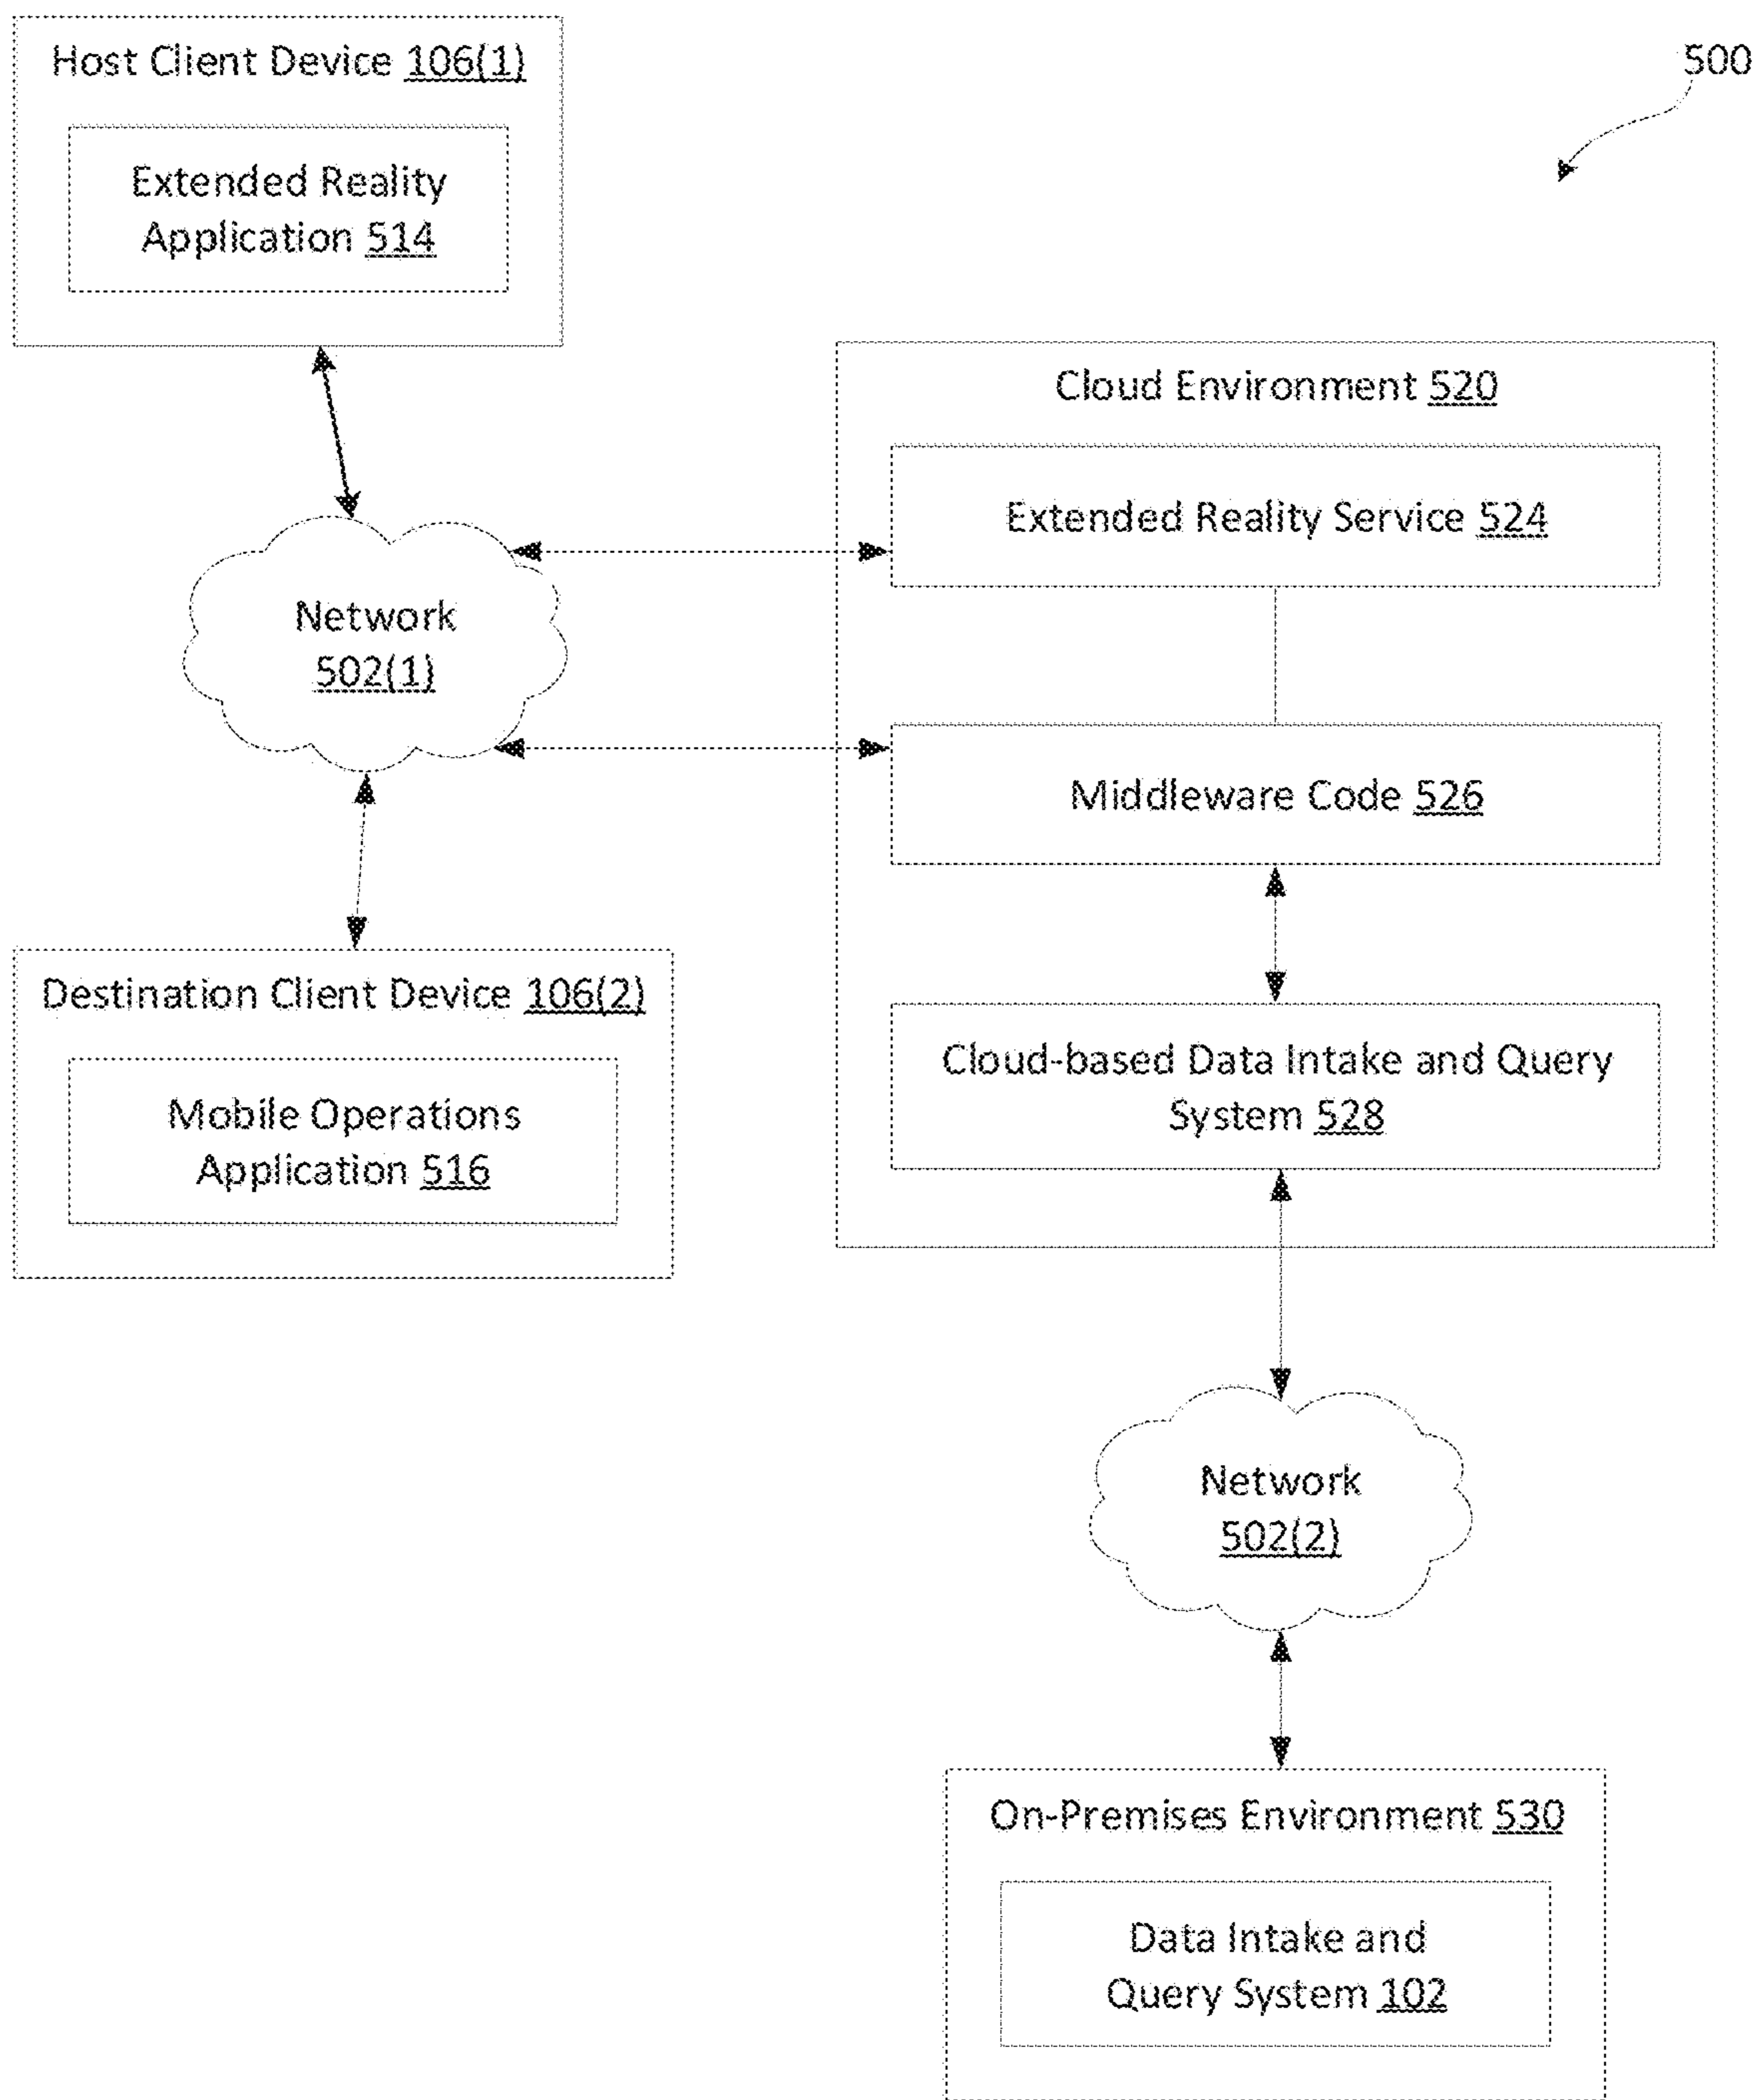 Host Client Device 106(1)
500
Extended Reality
Application 514
Cloud Environment 520
Extended Reality Service 524
Network
502(1)
Middleware Code 526
Destination Client Device 106(2)
Mobile Operations
Application 516
Cloud-based Data Intake and Query
System 528
Network
502(2)
On-Premises Environment 530
Data Intake and
Query System 102